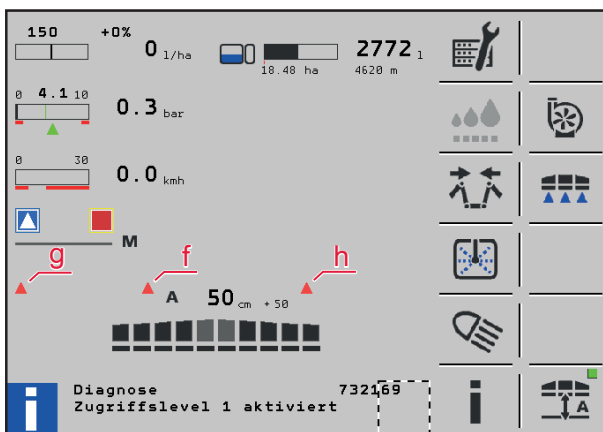 150 +0%
0 l/ha
2772 l
18.48 ha 4620 m
0 4.1 10
0.3 bar
0 30
0.0 kmh
M
g f h
A 50 cm +50
Diagnose 732169
Zugriffslevel 1 aktiviert
A